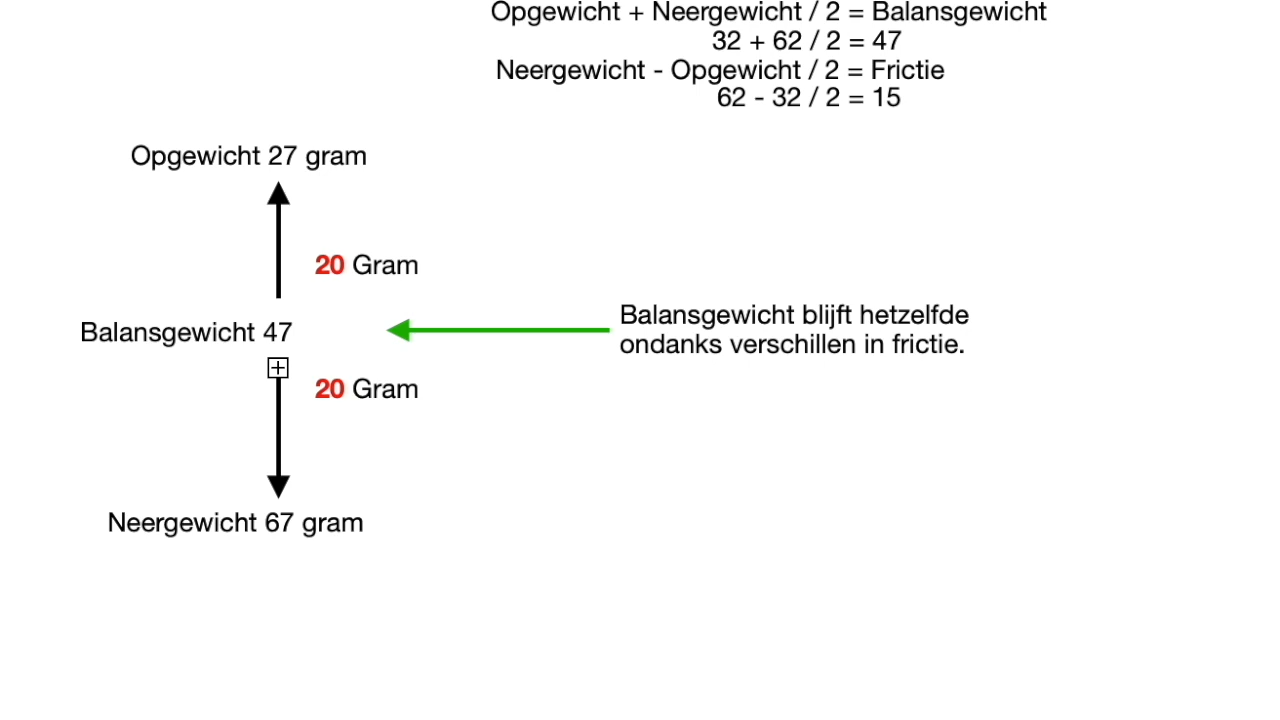 Opgewicht + Neergewicht / 2 = Balansgewicht
32 + 62 / 2 = 47
Neergewicht - Opgewicht / 2 = Frictie
62 - 32 / 2 = 15
Opgewicht 27 gram
20 Gram
Balansgewicht 47
Balansgewicht blijft hetzelfde
ondanks verschillen in frictie.
20 Gram
Neergewicht 67 gram